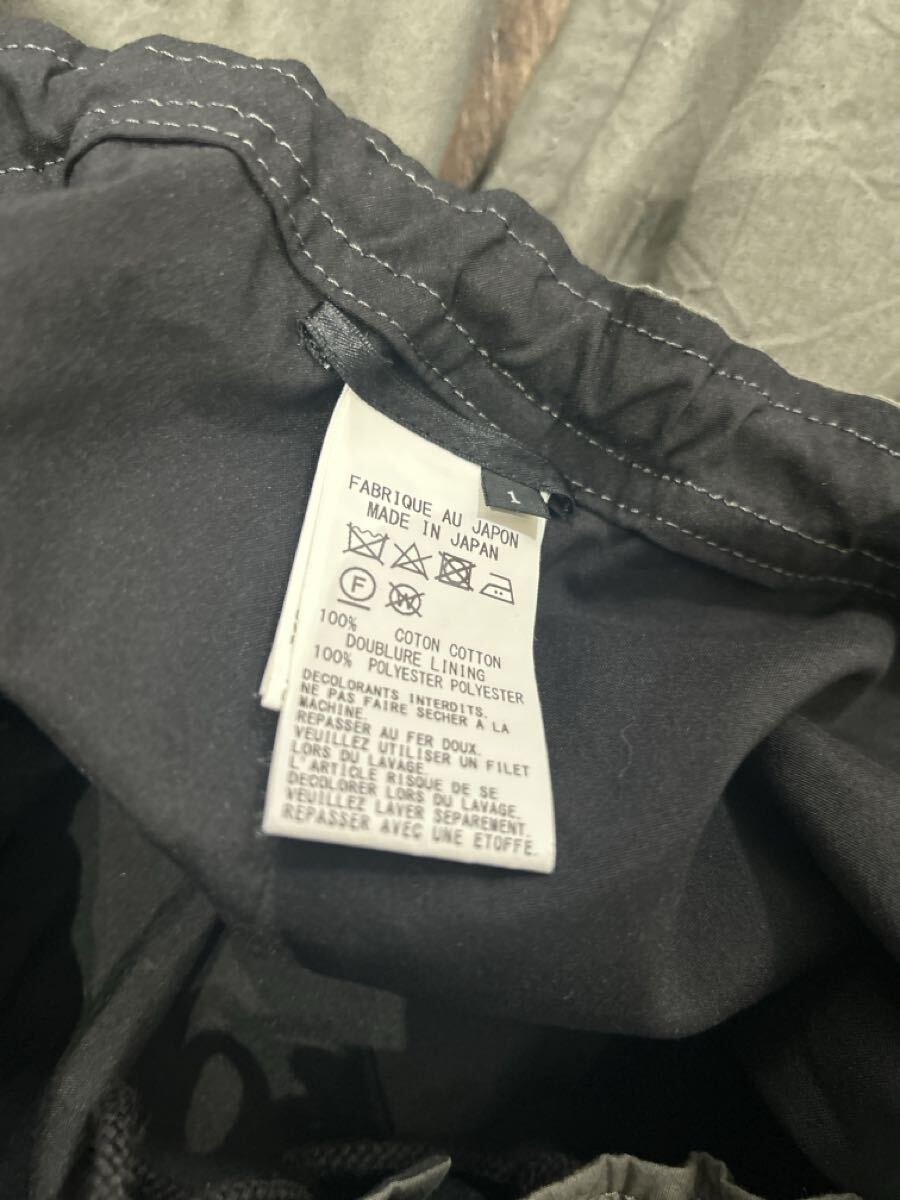 1
FABRIQUE AU JAPON
MADE IN JAPAN
F
W
100% COTON COTTON
DOUBLURE LINING
100% POLYESTER POLYESTER
DECOLORANTS INTERDITS.
NE PAS FAIRE SECHER A LA
MACHINE.
REPASSER AU FER DOUX.
VEUILLEZ UTILISER UN FILET
LORS DU LAVAGE.
L'ARTICLE RISQUE DE SE
DECOLORER LORS DU LAVAGE.
VEUILLEZ LAYER SEPAREMENT.
REPASSER AVEC UNE ETOFFE.